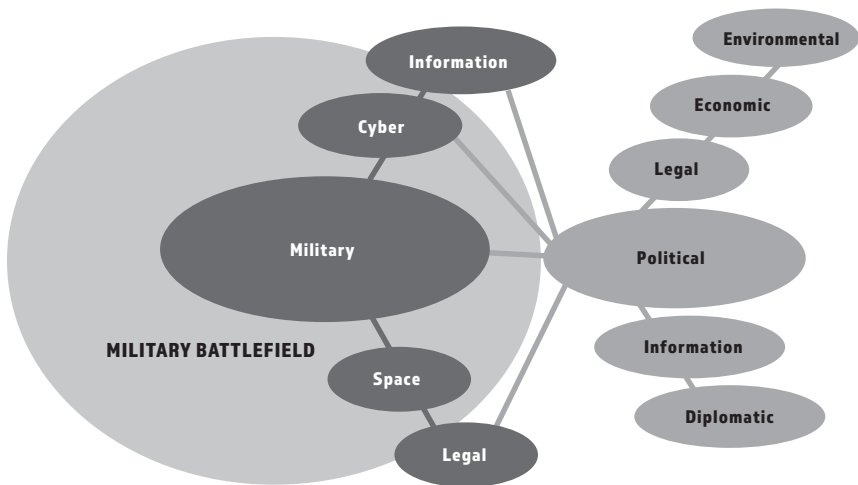 Environmental
Information
Economic
Cyber
Legal
Military
Political
MILITARY BATTLEFIELD
Information
Space
Diplomatic
Legal